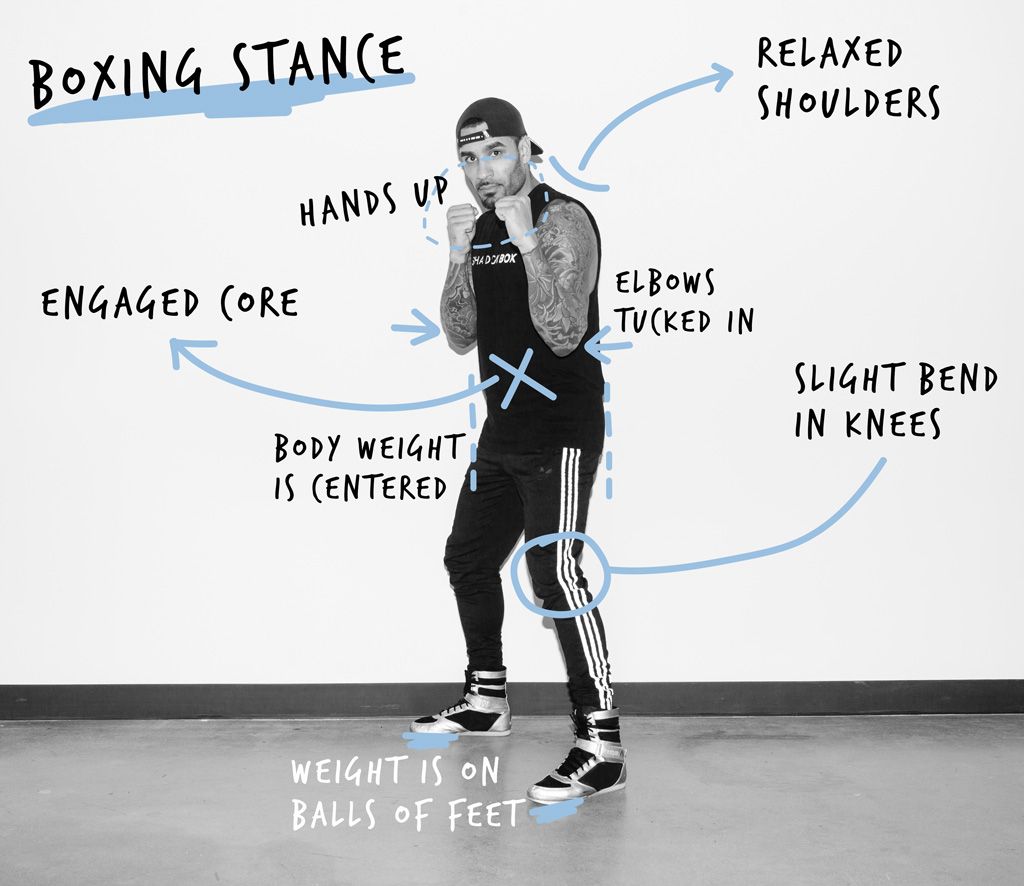 BOXING STANCE
RELAXED
SHOULDERS
HANDS UP
SHADOWBOX
ENGAGED CORE
ELBOWS
TUCKED IN
SLIGHT BEND
IN KNEES
BODY WEIGHT
IS CENTERED
WEIGHT IS ON
BALLS OF FEET